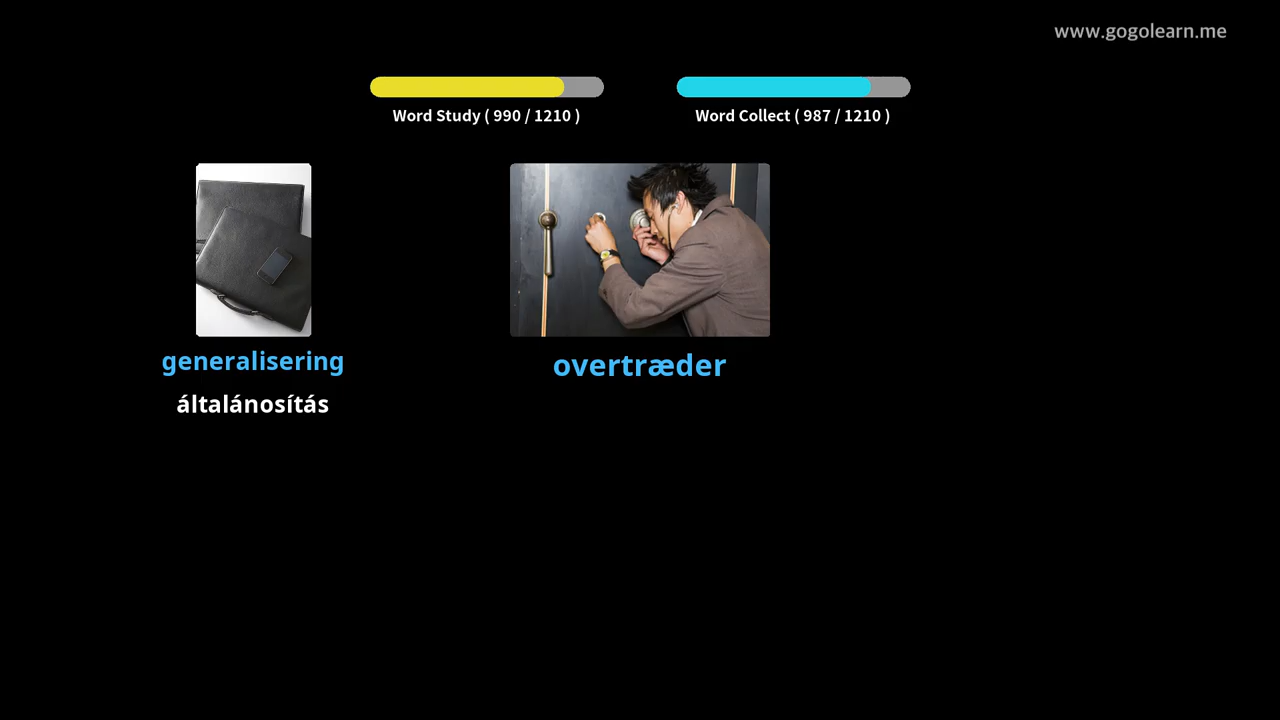 www.gogolearn.me
Word Study ( 990 / 1210 )
Word Collect ( 987 / 1210 )
generalisering
általánosítás
overtræder